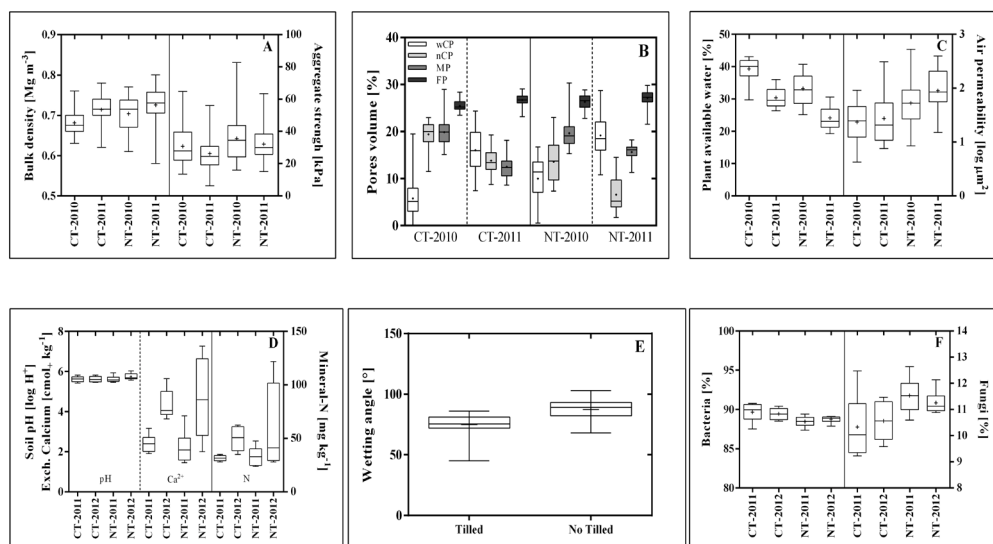 A
Bulk density [Mg m-3]
0.9
0.8
0.7
0.6
0.5
100
80
60
40
20
0
Aggregate strengh [kPa]
CT-2010
CT-2011
NT-2010
NT-2011
CT-2010
CT-2011
NT-2010
NT-2011
B
Pores volume [%]
40
30
20
10
0
wCP
nCP
MP
FP
CT-2010
CT-2011
NT-2010
NT-2011
C
Plant available water [%]
50
40
30
20
10
0
3
2
1
0
Air permeability [log µm2]
CT-2010
CT-2011
NT-2010
NT-2011
CT-2010
CT-2011
NT-2010
NT-2011
D
Soil pH [log H+]
Exch. Calcium [cmol+ kg-1]
8
6
4
2
0
150
100
50
0
Mineral-N [mg kg-1]
pH
Ca2+
N
CT-2011
CT-2012
NT-2011
NT-2012
CT-2011
CT-2012
NT-2011
NT-2012
CT-2011
CT-2012
NT-2011
NT-2012
E
Wetting angle [°]
150
100
50
0
Tilled
No Tilled
F
Bacteria [%]
100
95
90
85
80
14
13
12
11
10
9
8
Fungi [%]
CT-2011
CT-2012
NT-2011
NT-2012
CT-2011
CT-2012
NT-2011
NT-2012